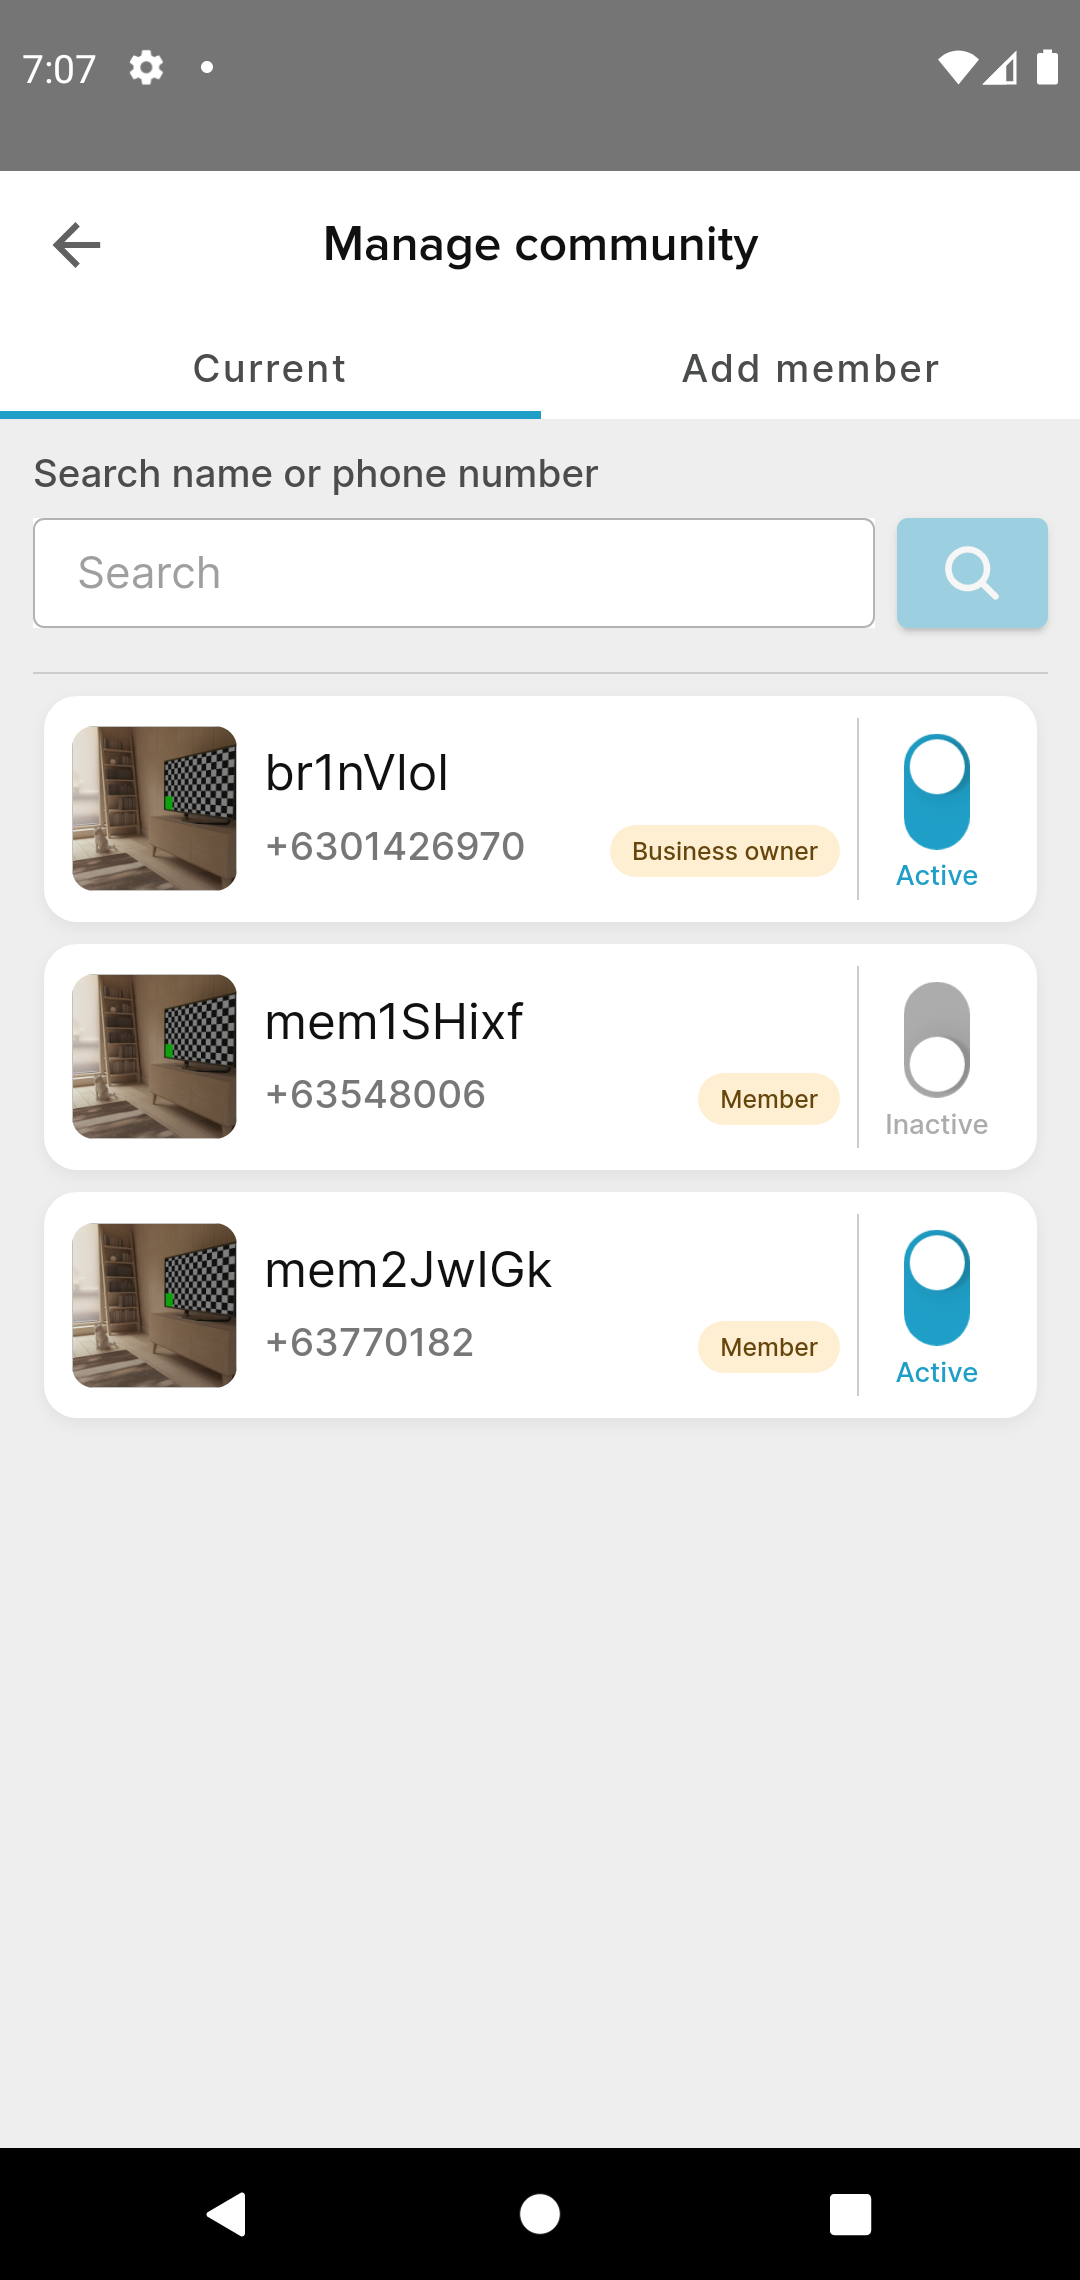 7:07
Manage community
Current
Add member
Search name or phone number
Search
br1nVlol
+6301426970
Business owner
Active
mem1SHixf
+63548006
Member
Inactive
mem2JwIGk
+63770182
Member
Active